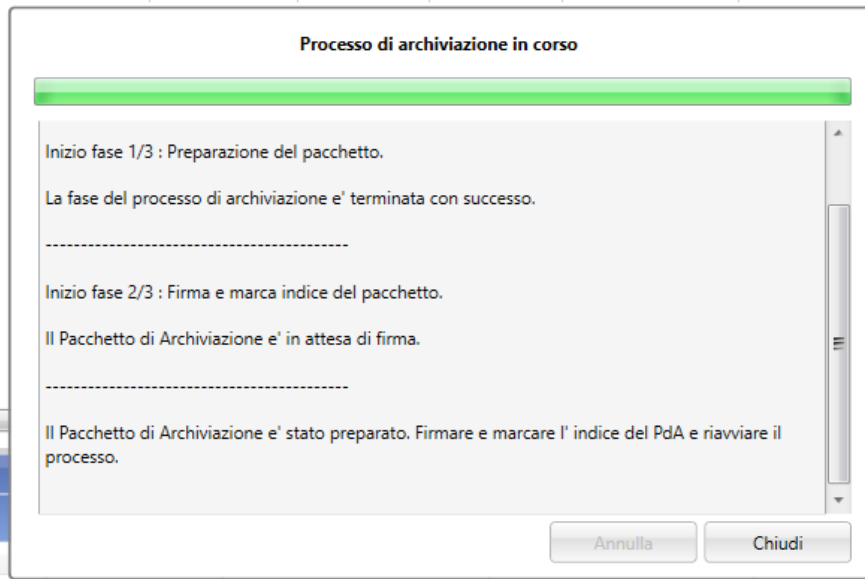 Processo di archiviazione in corso
Inizio fase 1/3 : Preparazione del pacchetto.
La fase del processo di archiviazione e' terminata con successo.
-------------------------------------------
Inizio fase 2/3 : Firma e marca indice del pacchetto.
Il Pacchetto di Archiviazione e' in attesa di firma.
-------------------------------------------
Il Pacchetto di Archiviazione e' stato preparato. Firmare e marcare l' indice del PdA e riavviare il
processo.
Annulla
Chiudi